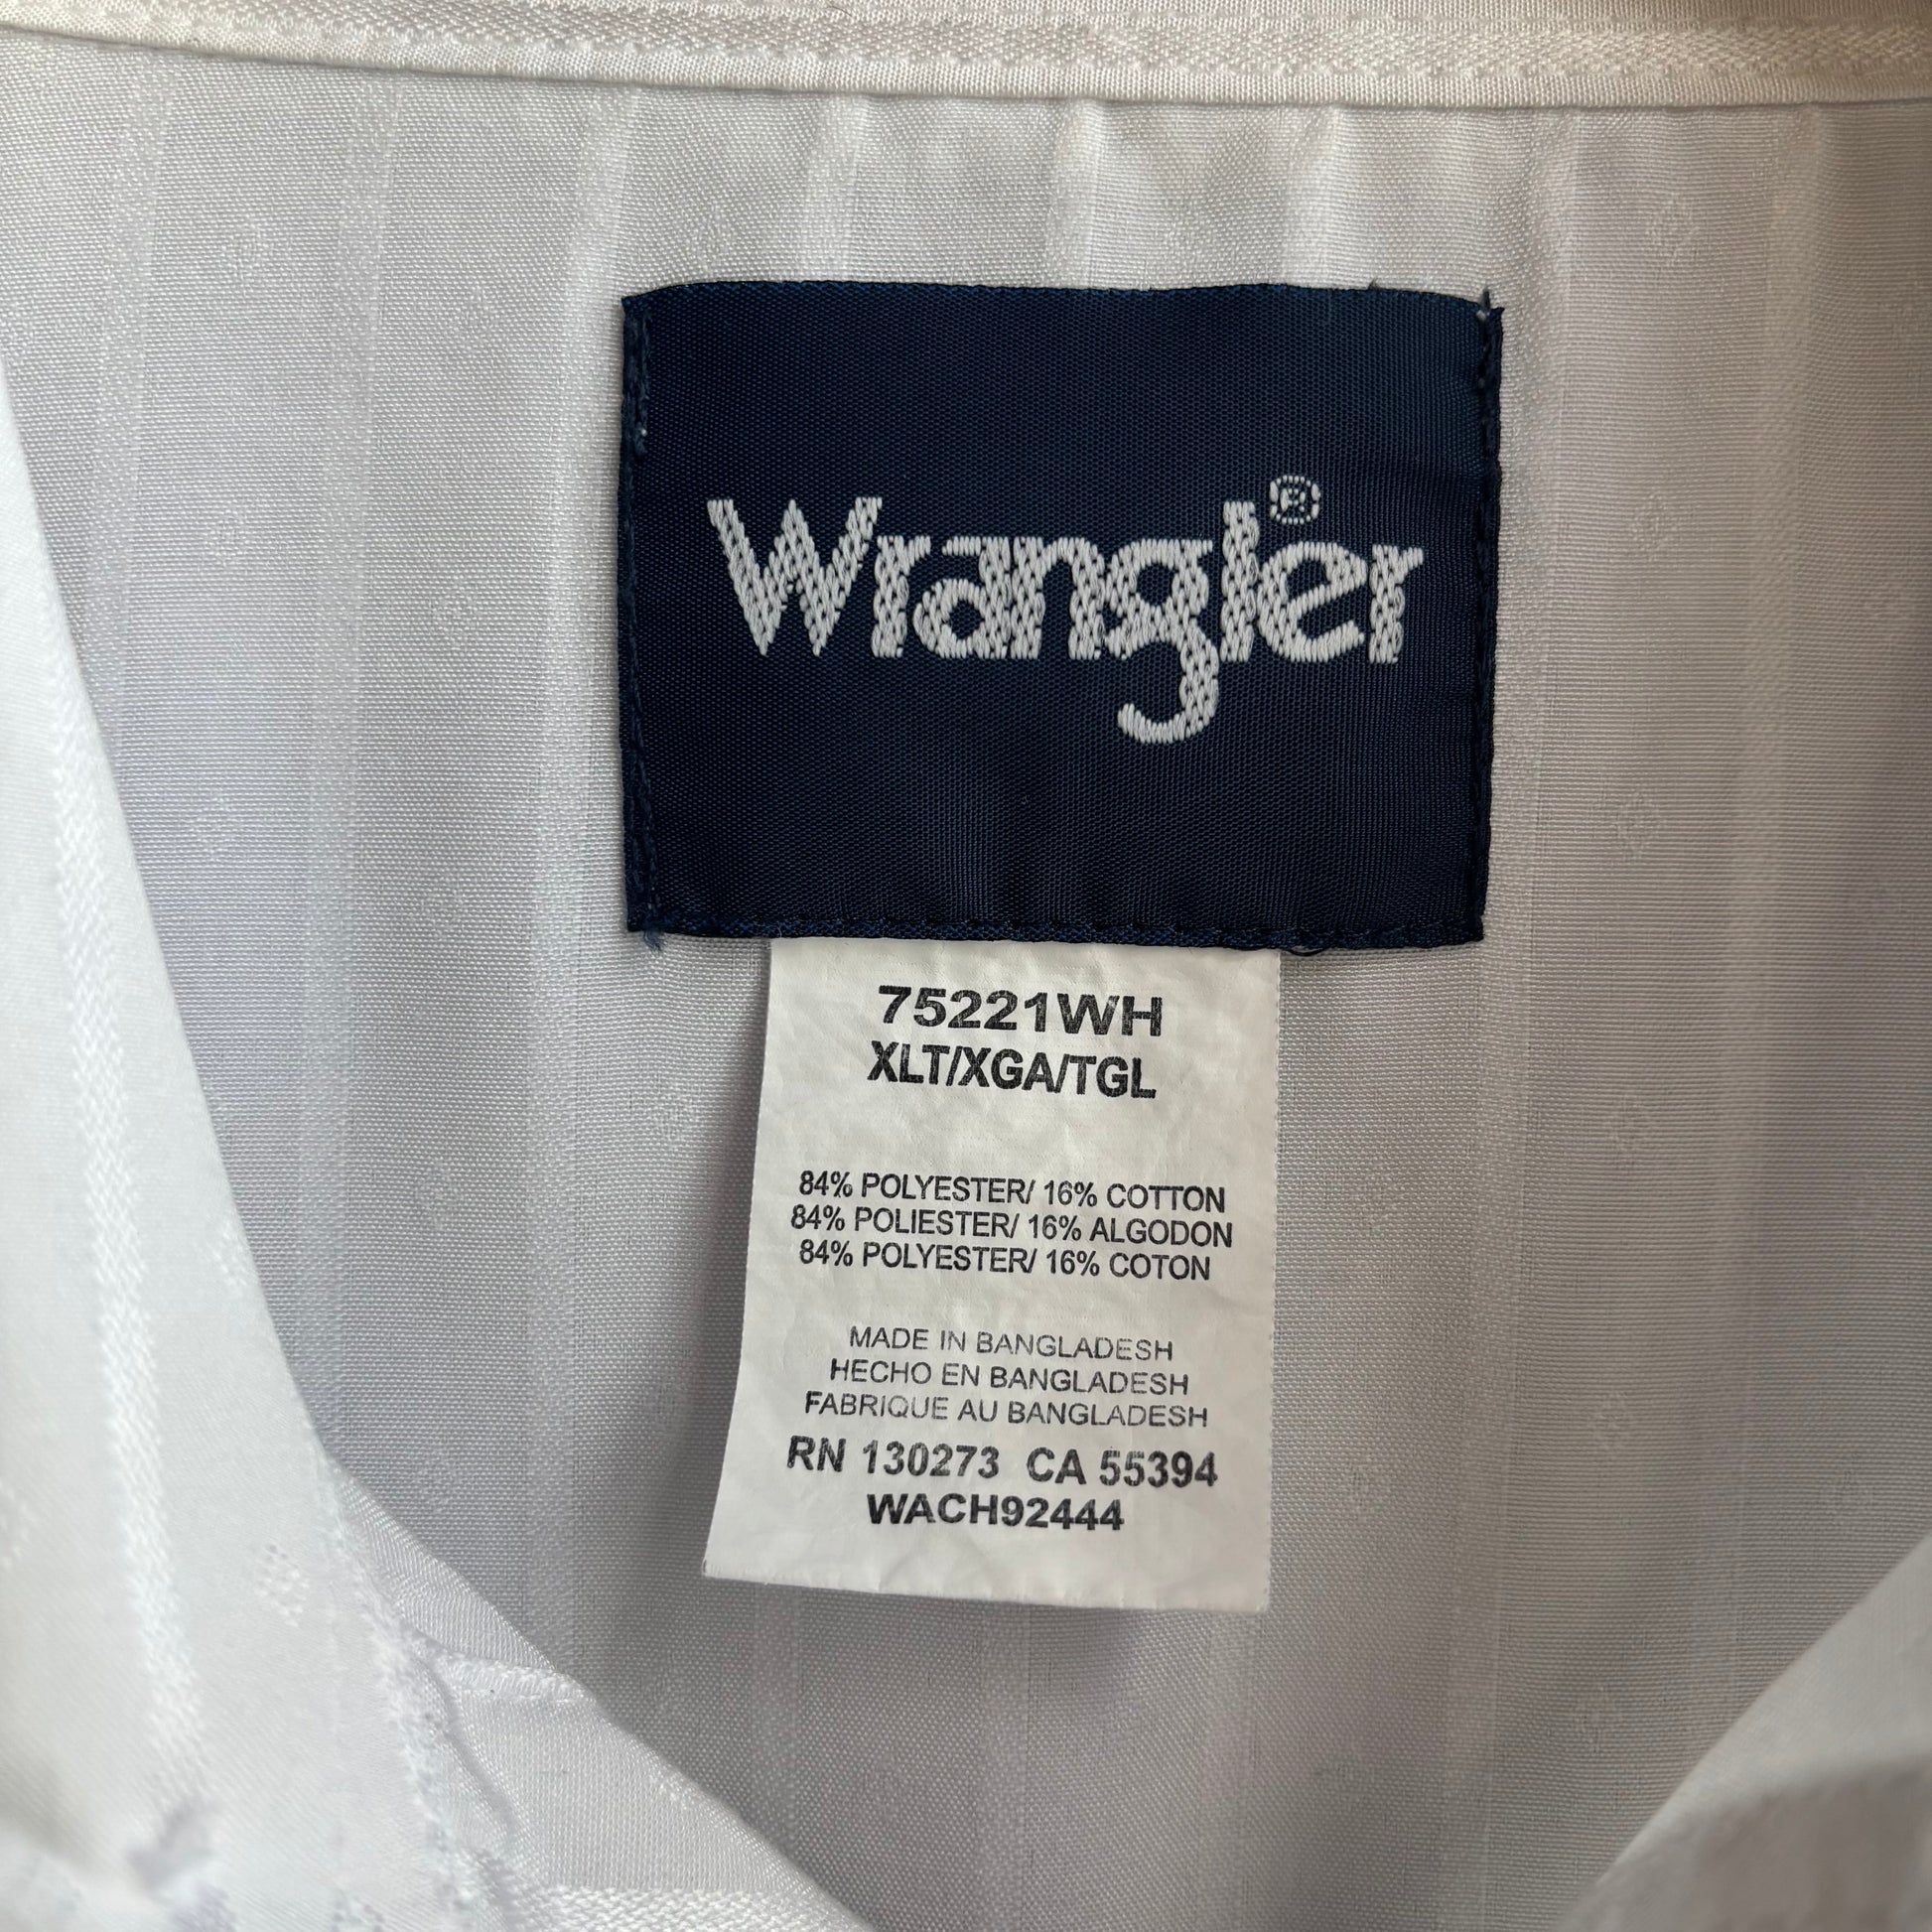 Wrangler®
75221WH
XLT/XGA/TGL
84% POLYESTER/ 16% COTTON
84% POLIESTER/ 16% ALGODON
84% POLYESTER/ 16% COTON
MADE IN BANGLADESH
HECHO EN BANGLADESH
FABRIQUE AU BANGLADESH
RN 130273 CA 55394
WACH92444